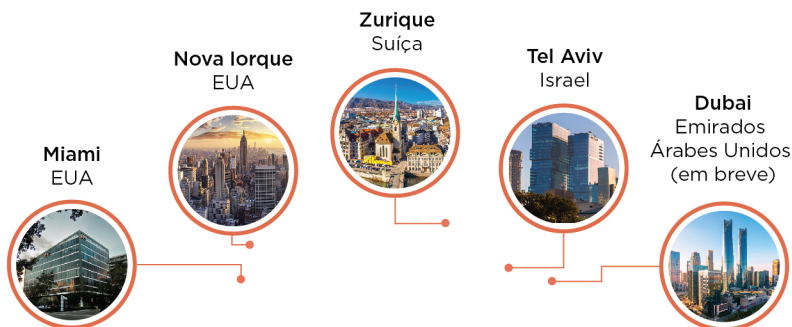 Miami
EUA
Nova Iorque
EUA
Zurique
Suíça
Tel Aviv
Israel
Dubai
Emirados
Árabes Unidos
(em breve)